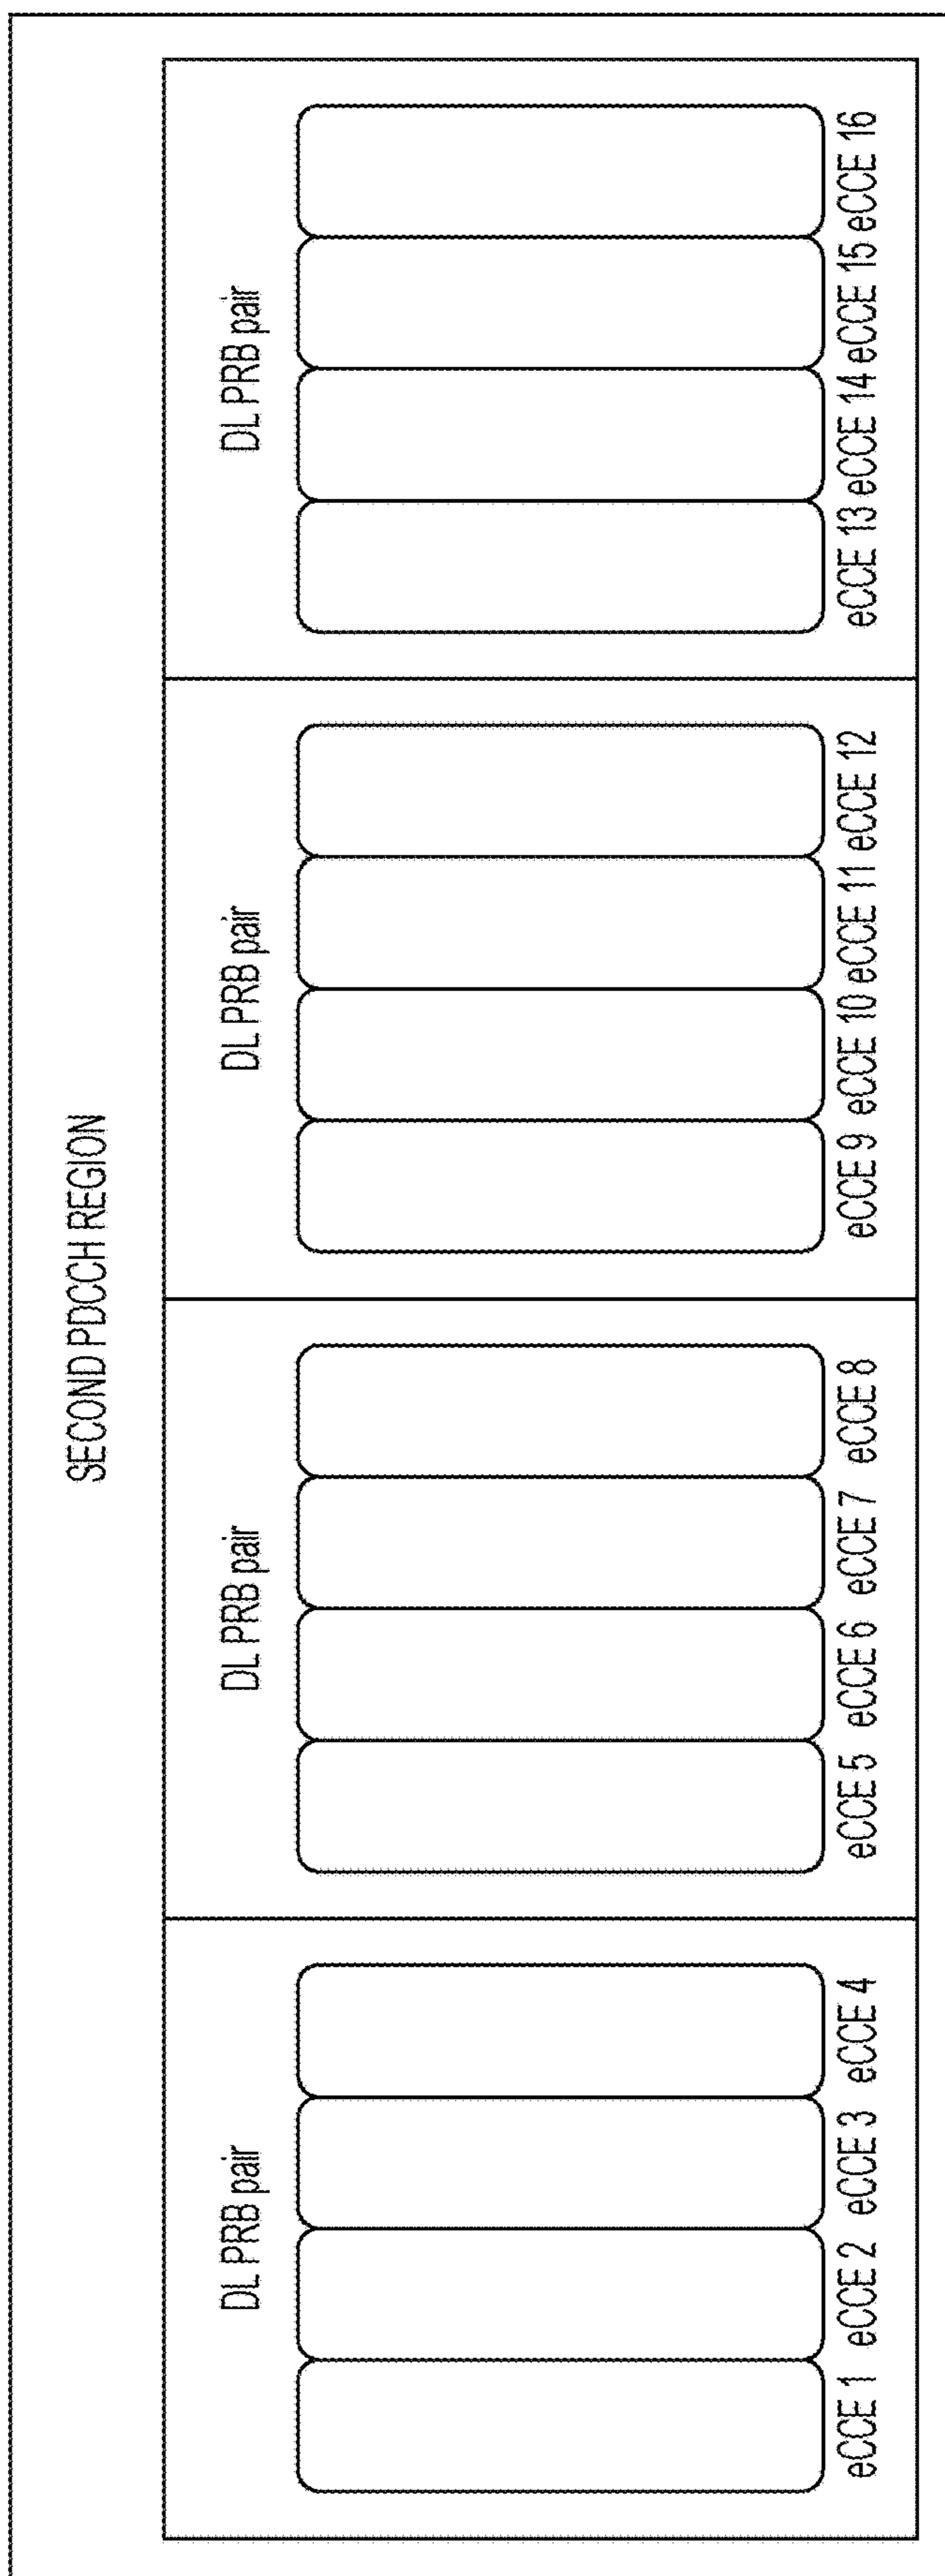 SECOND PDCCH REGION
DL PRB pair
eCCE 1 eCCE 2 eCCE 3 eCCE 4
DL PRB pair
eCCE 5 eCCE 6 eCCE 7 eCCE 8
DL PRB pair
eCCE 9 eCCE 10 eCCE 11 eCCE 12
DL PRB pair
eCCE 13 eCCE 14 eCCE 15 eCCE 16